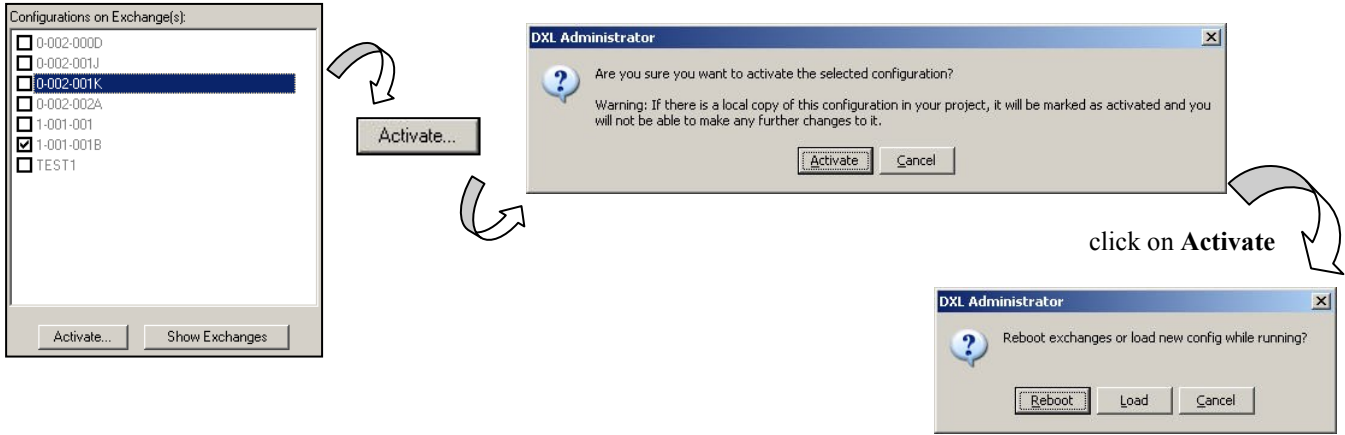 Configurations on Exchange(s):
0-002-000D
0-002-001J
0-002-001K
0-002-002A
1-001-001
1-001-001B
TEST1
Activate...
Show Exchanges
Activate...
DXL Administrator
Are you sure you want to activate the selected configuration?
Warning: If there is a local copy of this configuration in your project, it will be marked as activated and you
will not be able to make any further changes to it.
Activate
Cancel
click on Activate
DXL Administrator
Reboot exchanges or load new config while running?
Reboot
Load
Cancel